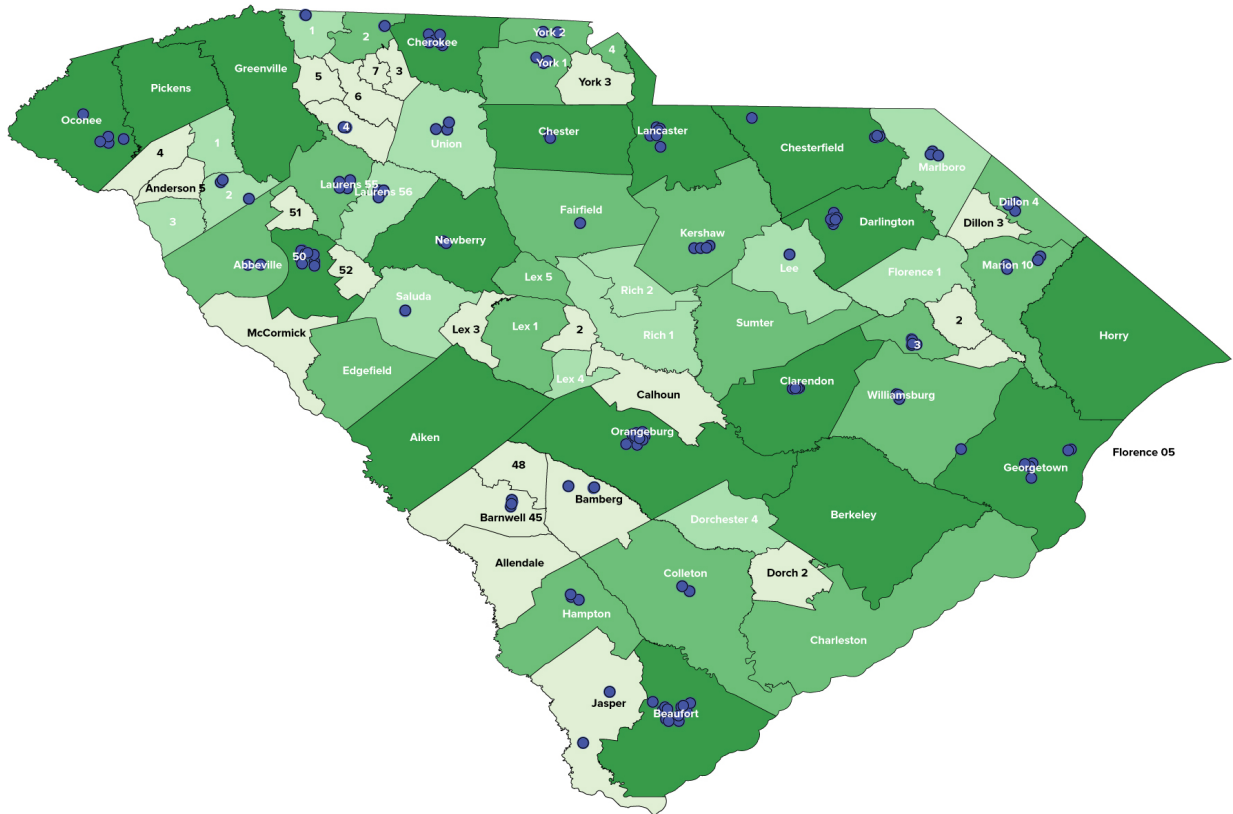 1
2
Cherokee
York 2
4
York 1
York 3
Greenville
5
7
3
6
Pickens
Oconee
4
Union
Chester
Lancaster
Chesterfield
Marlboro
4
1
Anderson 5
2
3
Laurens 55
Laurens 56
51
Fairfield
Kershaw
Darlington
Dillon 4
Dillon 3
Abbeville
50
52
Newberry
Lee
Florence 1
Marion 10
Lex 5
Rich 2
Saluda
McCormick
Lex 3
Lex 1
2
Rich 1
Sumter
2
3
Horry
Edgefield
Lex 4
Calhoun
Clarendon
Williamsburg
Aiken
Orangeburg
Florence 05
48
Georgetown
Bamberg
Barnwell 45
Dorchester 4
Berkeley
Allendale
Colleton
Dorch 2
Hampton
Charleston
Jasper
Beaufort